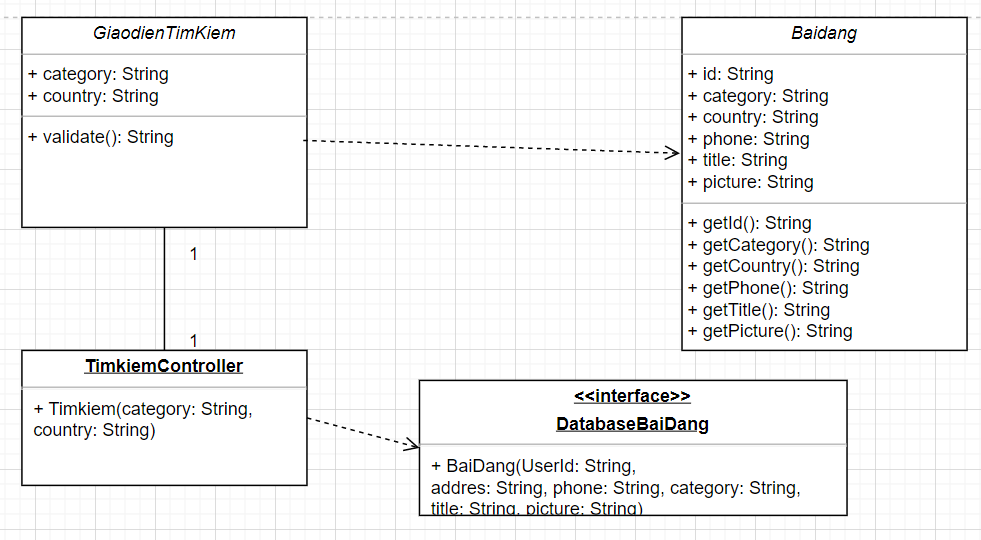 GiaodienTimKiem
+ category: String
+ country: String
+ validate(): String
Baidang
+ id: String
+ category: String
+ country: String
+ phone: String
+ title: String
+ picture: String
+ getId(): String
+ getCategory(): String
+ getCountry(): String
+ getPhone(): String
+ getTitle(): String
+ getPicture(): String
1
1
TimkiemController
+ Timkiem(category: String,
country: String)
<<interface>>
DatabaseBaiDang
+ BaiDang(UserId: String,
addres: String, phone: String, category: String,
title: String, picture: String)